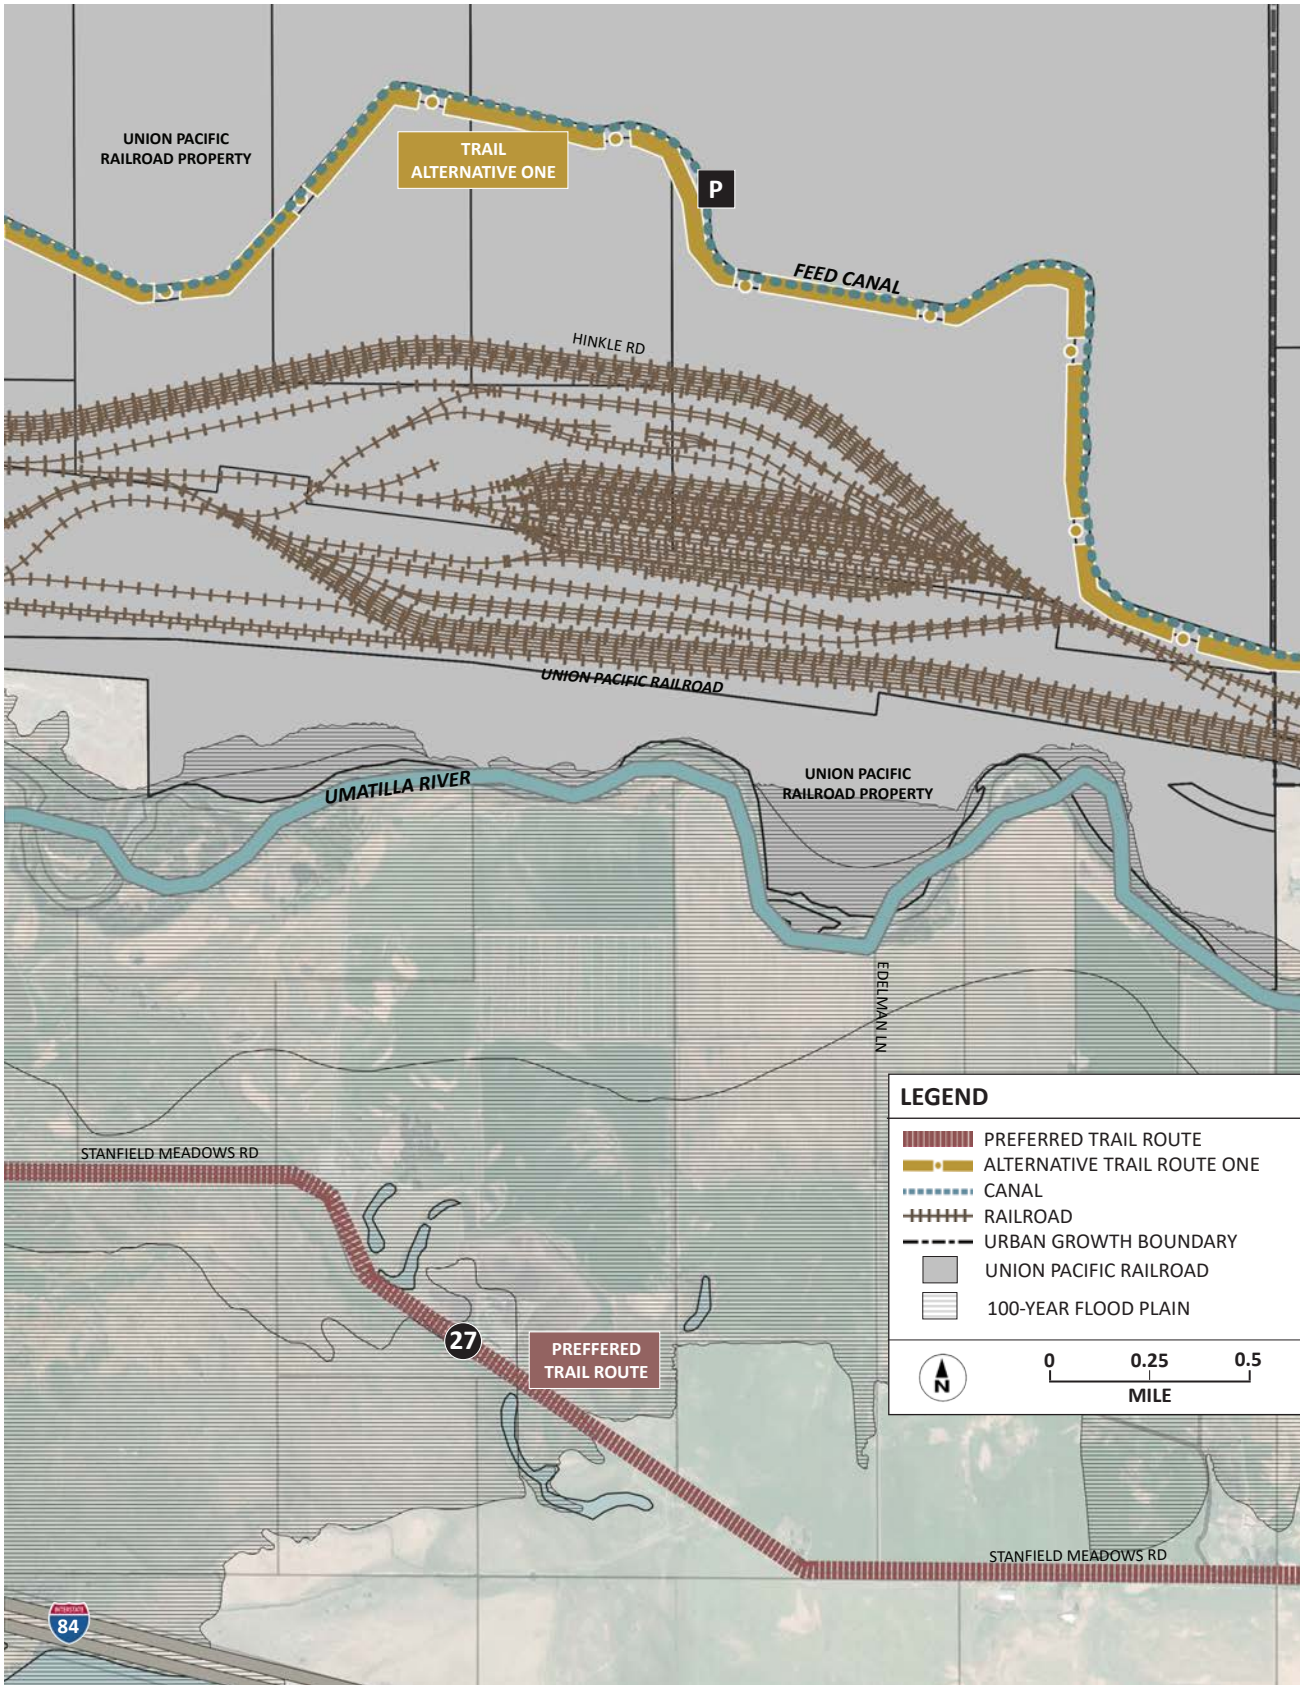 UNION PACIFIC
RAILROAD PROPERTY
TRAIL
ALTERNATIVE ONE
P
FEED CANAL
HINKLE RD
UNION PACIFIC RAILROAD
UNION PACIFIC
RAILROAD PROPERTY
UMATILLA RIVER
EDELMAN LN
LEGEND
PREFERRED TRAIL ROUTE
ALTERNATIVE TRAIL ROUTE ONE
CANAL
RAILROAD
URBAN GROWTH BOUNDARY
UNION PACIFIC RAILROAD
100-YEAR FLOOD PLAIN
N
0 0.25 0.5
MILE
STANFIELD MEADOWS RD
27
PREFFERED
TRAIL ROUTE
STANFIELD MEADOWS RD
INTERSTATE
84